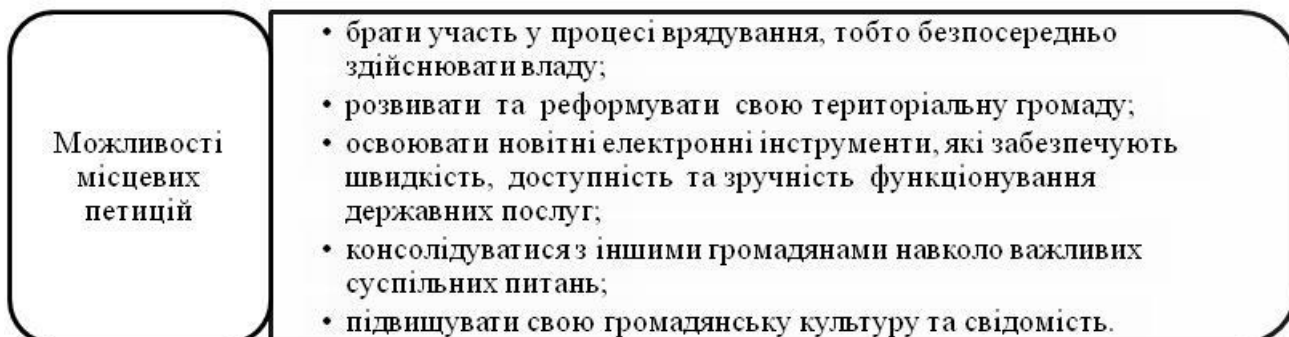 Можливості
місцевих
петицій
• брати участь у процесі врядування, тобто безпосередньо
здійснювати владу;
• розвивати та реформувати свою територіальну громаду;
• освоювати новітні електронні інструменти, які забезпечують
швидкість, доступність та зручність функціонування
державних послуг;
• консолідуватися з іншими громадянами навколо важливих
суспільних питань;
• підвищувати свою громадянську культуру та свідомість.